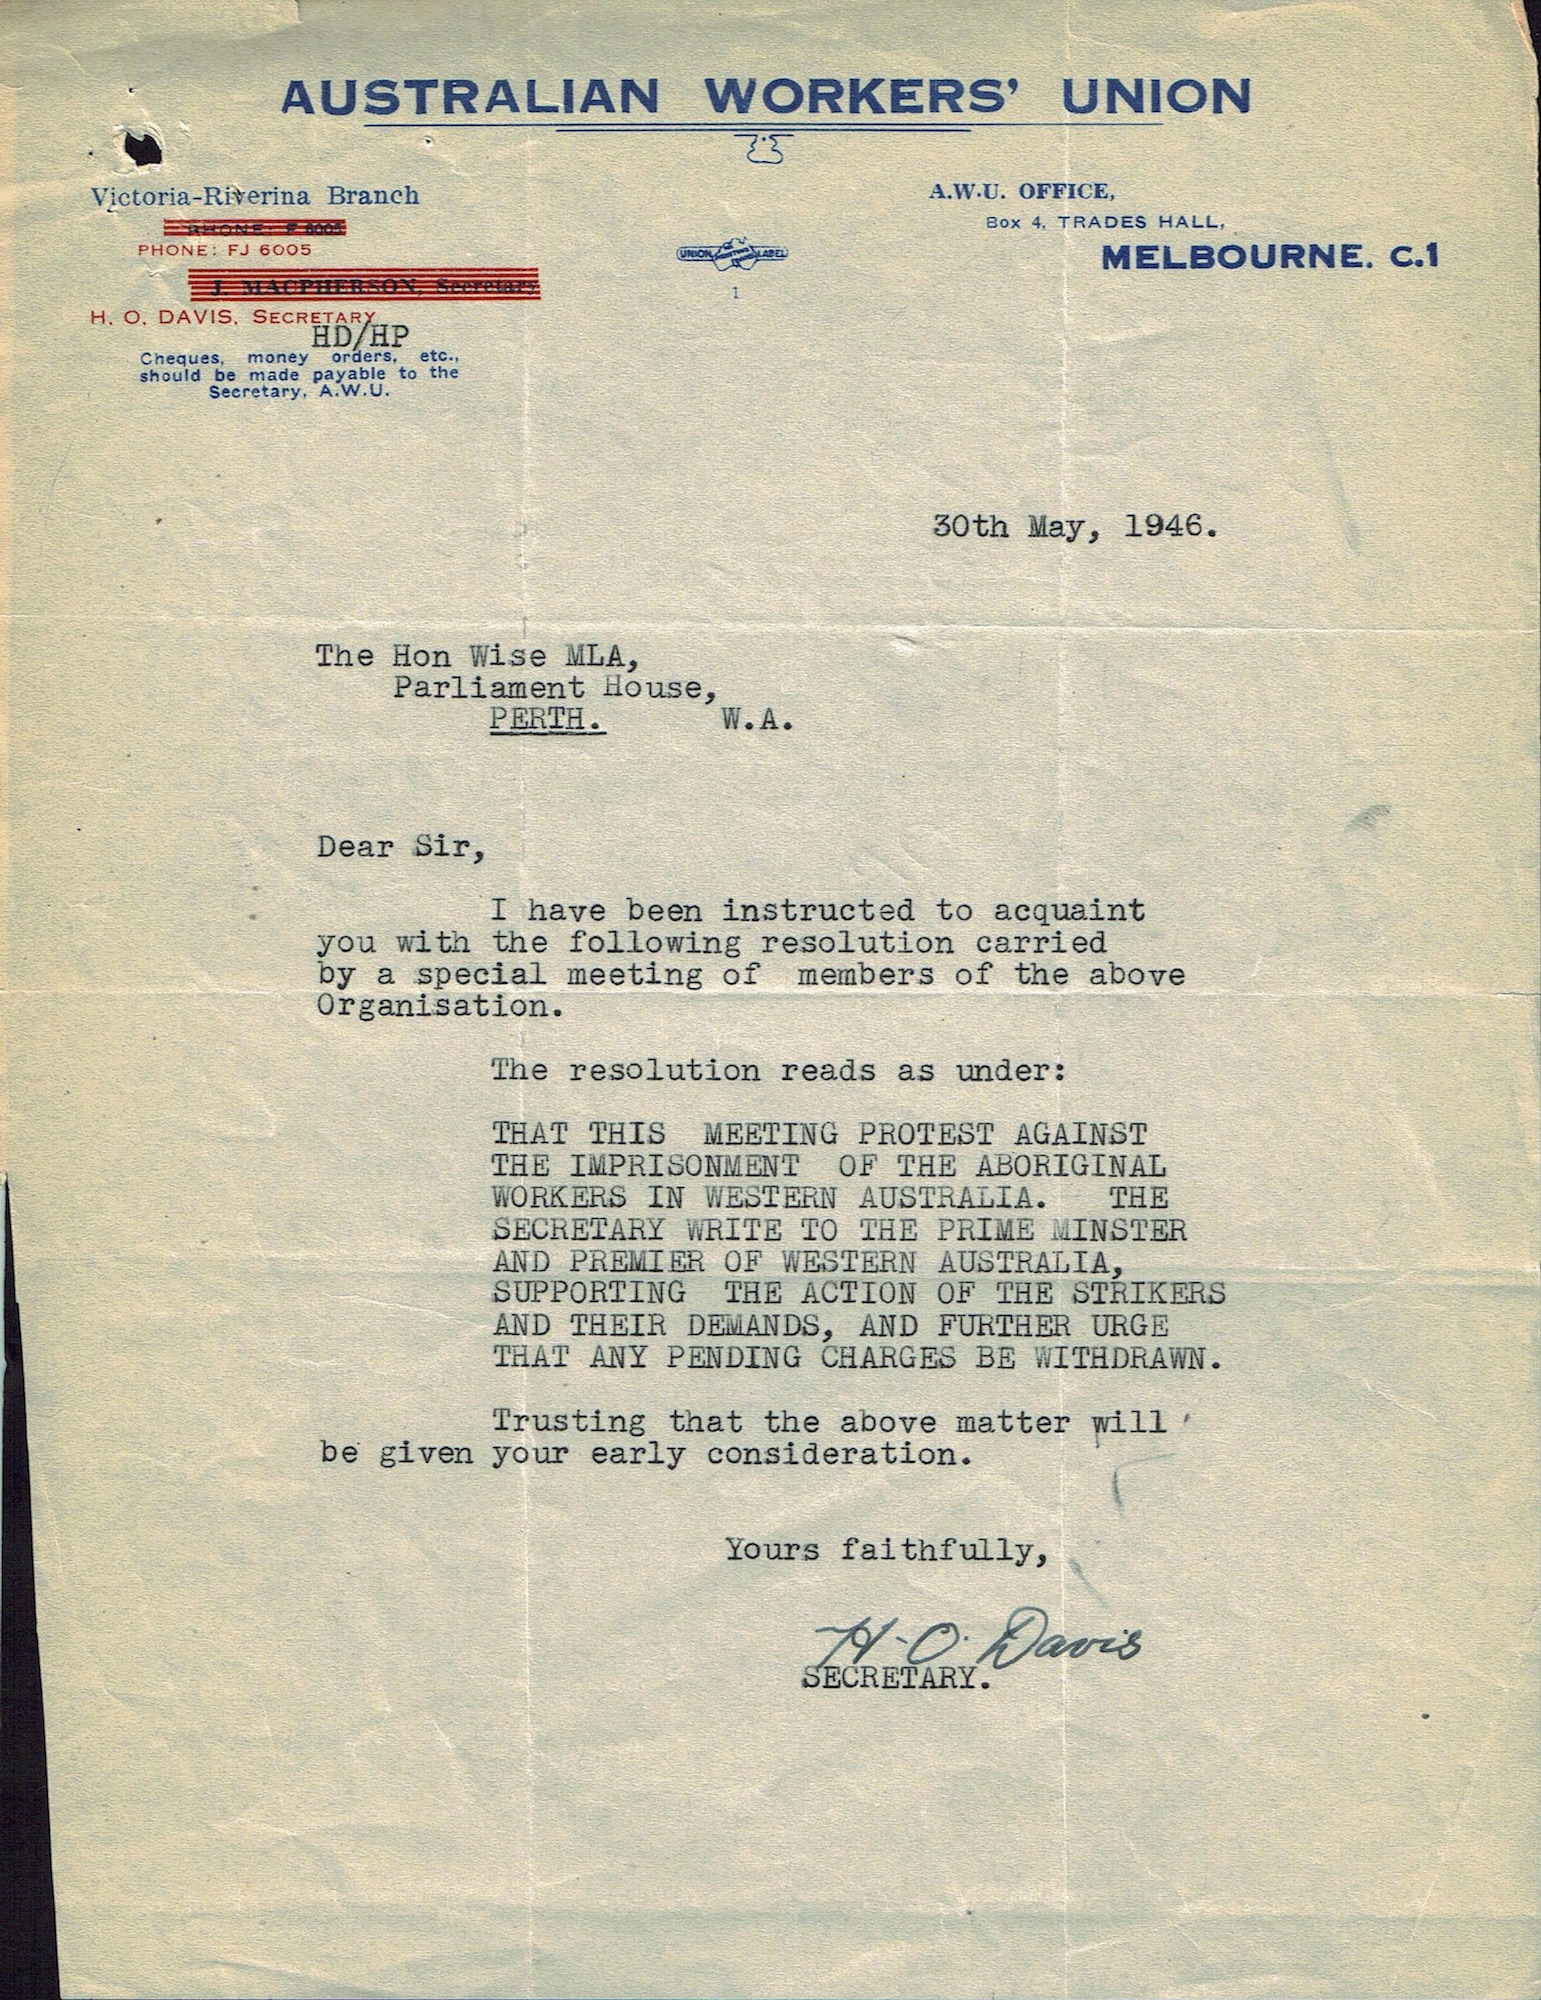 AUSTRALIAN WORKERS' UNION
Victoria-Riverina Branch
PHONE: F 6005
PHONE: FJ 6005
J. MACPHERSON, Secretary
H. O. DAVIS, SECRETARY
HD/HP
Cheques, money orders, etc.,
should be made payable to the
Secretary, A.W.U.
UNION LABEL
1
A.W.U. OFFICE,
Box 4, TRADES HALL,
MELBOURNE. C.1
30th May, 1946.
The Hon Wise MLA,
Parliament House,
PERTH. W.A.
Dear Sir,
I have been instructed to acquaint
you with the following resolution carried
by a special meeting of members of the above
Organisation.
The resolution reads as under:
THAT THIS MEETING PROTEST AGAINST
THE IMPRISONMENT OF THE ABORIGINAL
WORKERS IN WESTERN AUSTRALIA. THE
SECRETARY WRITE TO THE PRIME MINSTER
AND PREMIER OF WESTERN AUSTRALIA,
SUPPORTING THE ACTION OF THE STRIKERS
AND THEIR DEMANDS, AND FURTHER URGE
THAT ANY PENDING CHARGES BE WITHDRAWN.
Trusting that the above matter will
be given your early consideration.
Yours faithfully,
H. O. Davis
SECRETARY.